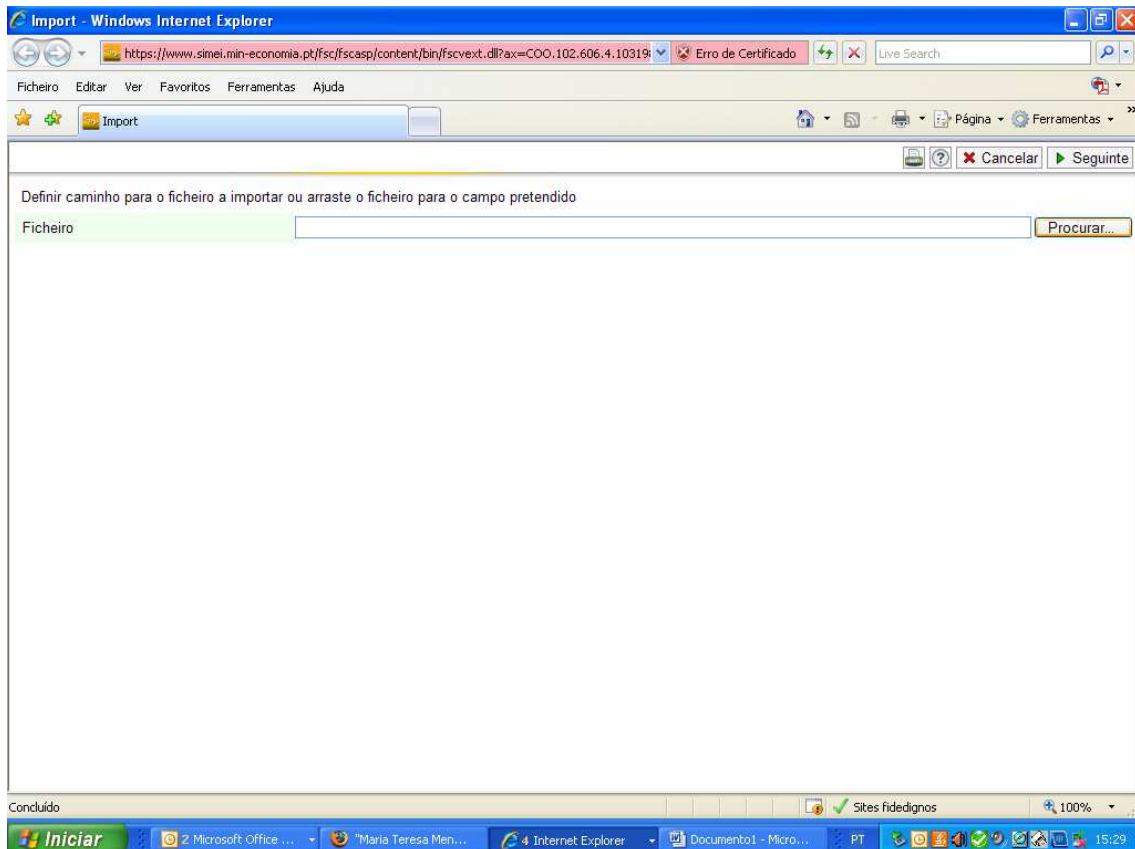 Import - Windows Internet Explorer
https://www.simei.min-economia.pt/fsc/fscasp/content/bin/fscvext.dll?ax=COO.102.606.4.10319 Erro de Certificado Live Search
Ficheiro Editar Ver Favoritos Ferramentas Ajuda
Import Página Ferramentas »
? Cancelar Seguinte
Definir caminho para o ficheiro a importar ou arraste o ficheiro para o campo pretendido
Ficheiro Procurar...
Concluído Sites fidedignos 100%
Iniciar 2 Microsoft Office ... "Maria Teresa Men... 4 Internet Explorer Documento1 - Micro... PT 15:29